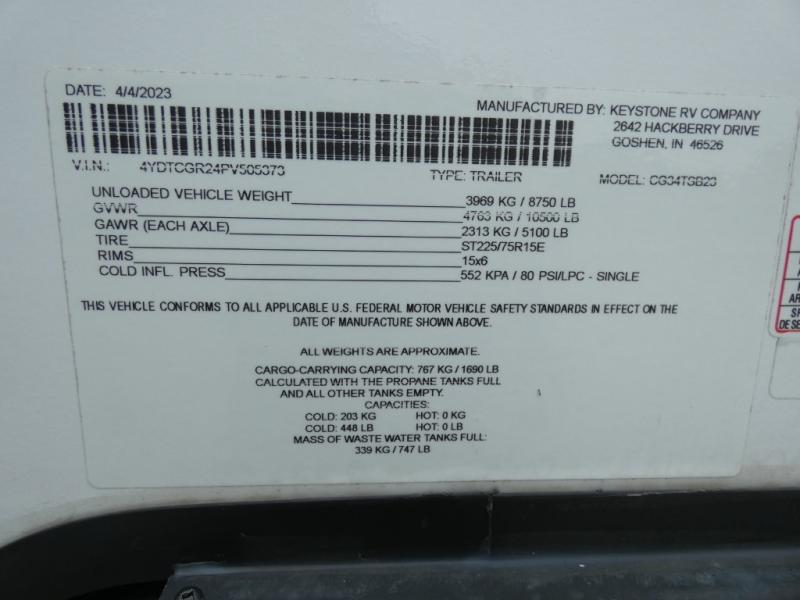 DATE: 4/4/2023
MANUFACTURED BY: KEYSTONE RV COMPANY
2642 HACKBERRY DRIVE
GOSHEN, IN 46526
V.I.N.: 4YDTCGR24PV505373
TYPE: TRAILER
MODEL: CG34TSB23
UNLOADED VEHICLE WEIGHT 3969 KG / 8750 LB
GVWR 4763 KG / 10500 LB
GAWR (EACH AXLE) 2313 KG / 5100 LB
TIRE ST225/75R15E
RIMS 15x6
COLD INFL. PRESS 552 KPA / 80 PSI/LPC - SINGLE
THIS VEHICLE CONFORMS TO ALL APPLICABLE U.S. FEDERAL MOTOR VEHICLE SAFETY STANDARDS IN EFFECT ON THE
DATE OF MANUFACTURE SHOWN ABOVE.
ALL WEIGHTS ARE APPROXIMATE.
CARGO-CARRYING CAPACITY: 767 KG / 1690 LB
CALCULATED WITH THE PROPANE TANKS FULL
AND ALL OTHER TANKS EMPTY.
CAPACITIES:
COLD: 203 KG HOT: 0 KG
COLD: 448 LB HOT: 0 LB
MASS OF WASTE WATER TANKS FULL:
339 KG / 747 LB